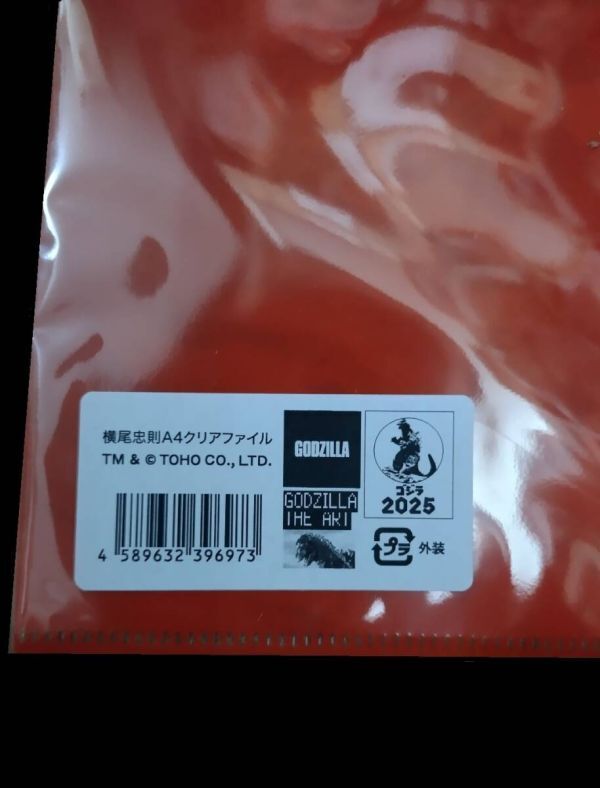 横尾忠則A4クリアファイル
TM & © TOHO CO., LTD.
4 589632 396973
GODZILLA
GODZILLA
THE ART
ゴジラ
2025
プラ 外装